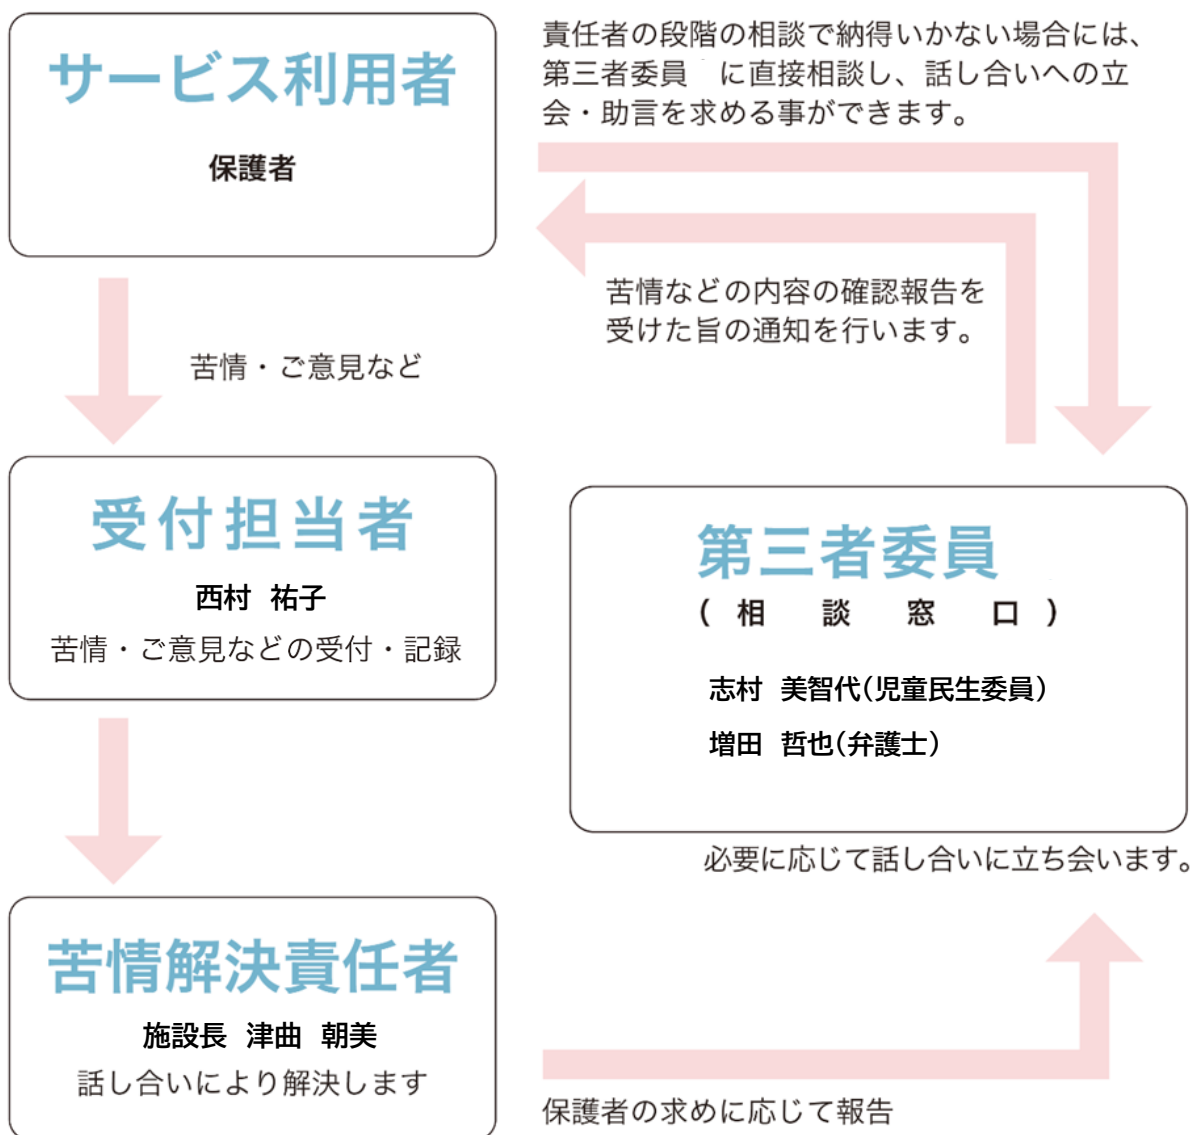 サービス利用者
保護者
責任者の段階の相談で納得いかない場合には、
第三者委員 に直接相談し、話し合いへの立
会・助言を求める事ができます。
苦情などの内容の確認報告を
受けた旨の通知を行います。
苦情・ご意見など
受付担当者
西村 祐子
苦情・ご意見などの受付・記録
第三者委員
(相談窓口)
志村 美智代(児童民生委員)
増田 哲也(弁護士)
必要に応じて話し合いに立ち会います。
苦情解決責任者
施設長 津曲 朝美
話し合いにより解決します
保護者の求めに応じて報告